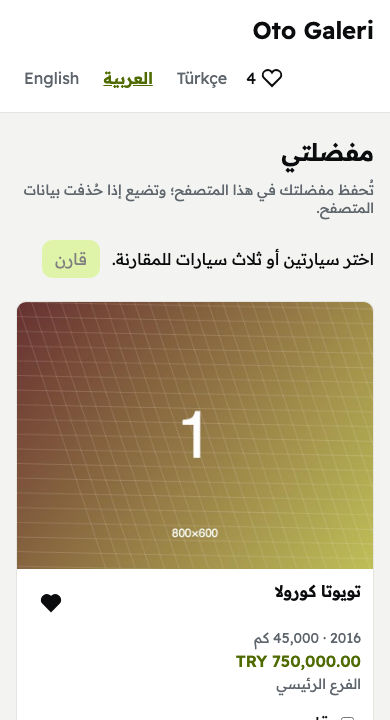 Oto Galeri
4 Türkçe العربية English
مفضلتي
تُحفظ مفضلتك في هذا المتصفح؛ وتضيع إذا حُذفت بيانات
المتصفح.
اختر سيارتين أو ثلاث سيارات للمقارنة. قارن
1
800×600
تويوتا كورولا
2016 · 45,000 كم
TRY 750,000.00
الفرع الرئيسي